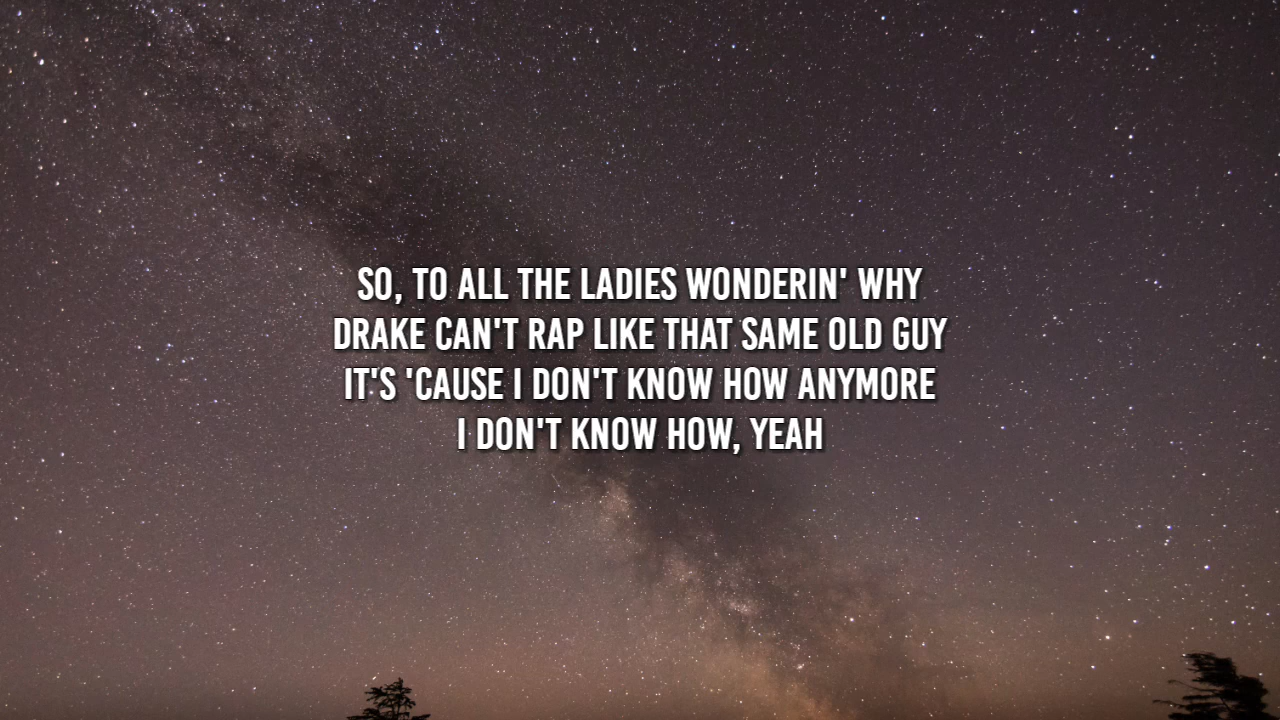 SO, TO ALL THE LADIES WONDERIN' WHY
DRAKE CAN'T RAP LIKE THAT SAME OLD GUY
IT'S 'CAUSE I DON'T KNOW HOW ANYMORE
I DON'T KNOW HOW, YEAH